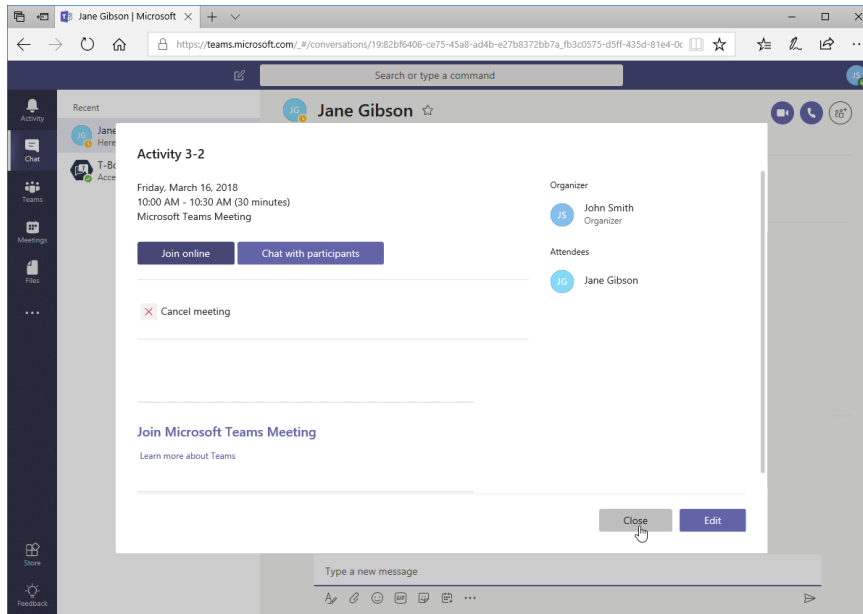 Jane Gibson | Microsoft
https://teams.microsoft.com/_#/conversations/19:82bf6406-ce75-45a8-ad4b-e27b8372bb7a_fb3c0575-d5ff-435d-81e4-0c
Search or type a command
JS
Activity
Chat
Teams
Meetings
Files
Store
Feedback
Recent
JG
Jane
Here
T-Bo
Acce
JG
Jane Gibson
Activity 3-2
Friday, March 16, 2018
10:00 AM - 10:30 AM (30 minutes)
Microsoft Teams Meeting
Join online
Chat with participants
Cancel meeting
Join Microsoft Teams Meeting
Learn more about Teams
Organizer
JS
John Smith
Organizer
Attendees
JG
Jane Gibson
Close
Edit
Type a new message
GIF